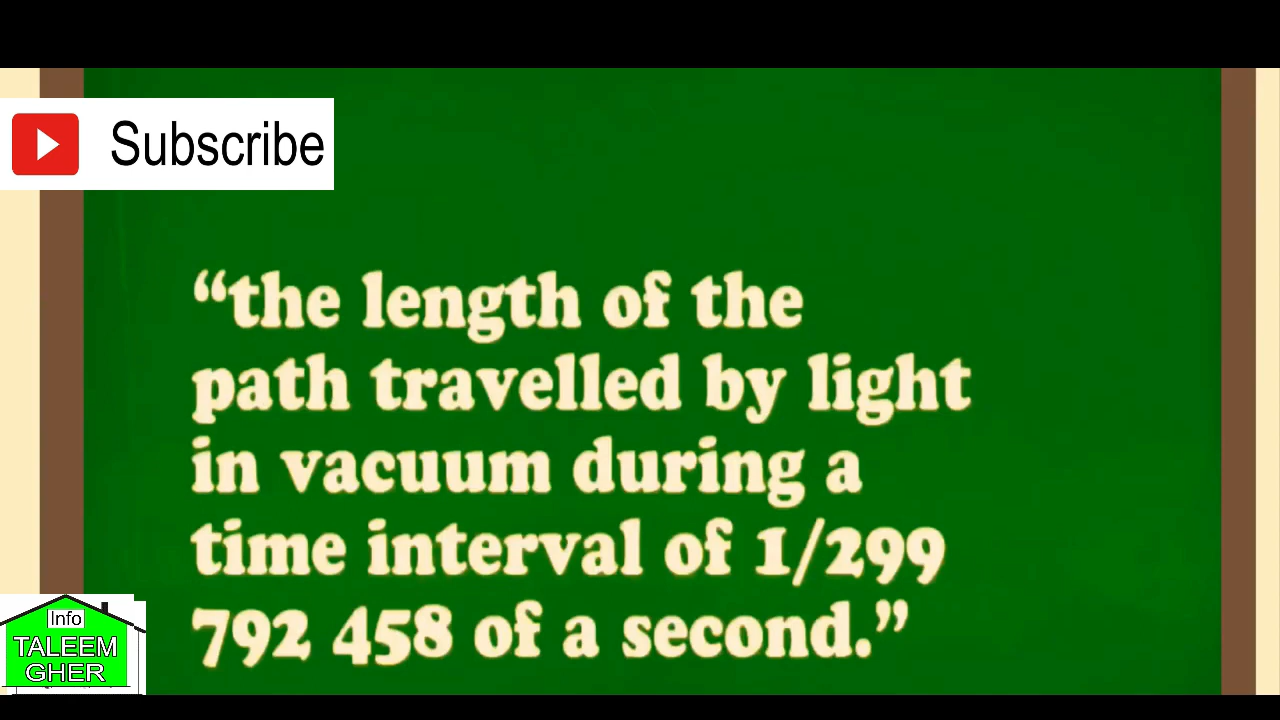 Subscribe
“the length of the
path travelled by light
in vacuum during a
time interval of 1/299
792 458 of a second.”
Info
TALEEM
GHER